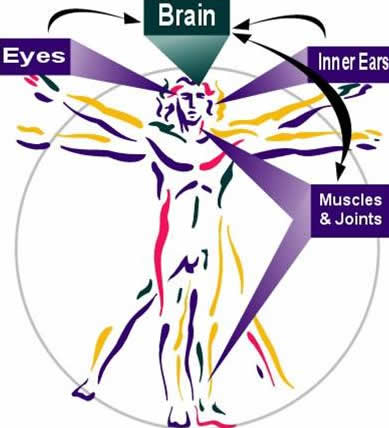 Brain
Eyes
Inner Ears
Muscles
& Joints